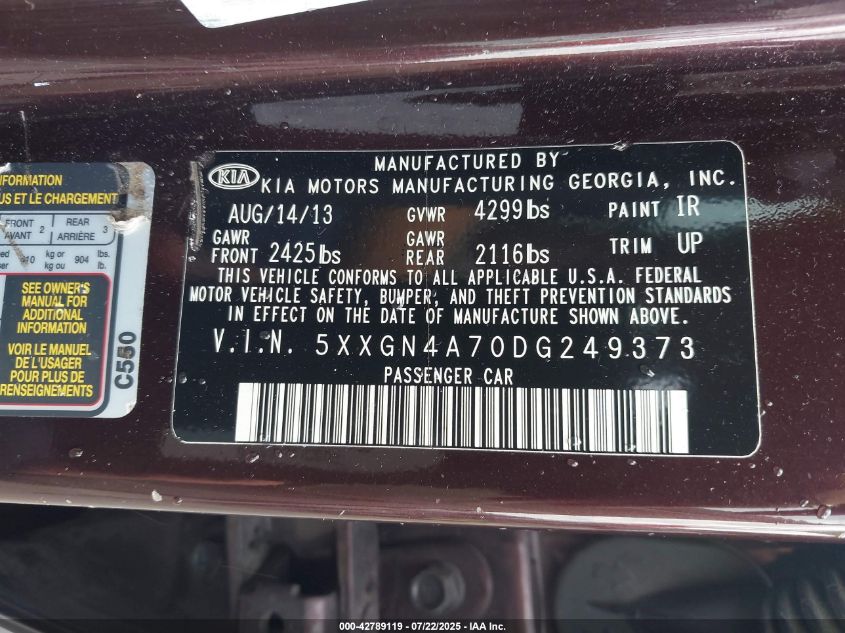 NFORMATION
US ET LE CHARGEMENT
FRONT 2 REAR 3
AVANT ARRIÈRE
kg or 904 lbs.
kg ou lb.
SEE OWNER'S
MANUAL FOR
ADDITIONAL
INFORMATION
VOIR LE MANUEL
DE L'USAGER
POUR PLUS DE
RENSEIGNEMENTS
C550
MANUFACTURED BY
KIA KIA MOTORS MANUFACTURING GEORGIA, INC.
AUG/14/13 GVWR 4299lbs PAINT IR
GAWR FRONT 2425lbs GAWR REAR 2116lbs TRIM UP
THIS VEHICLE CONFORMS TO ALL APPLICABLE U.S.A. FEDERAL
MOTOR VEHICLE SAFETY, BUMPER, AND THEFT PREVENTION STANDARDS
IN EFFECT ON THE DATE OF MANUFACTURE SHOWN ABOVE.
V.I.N. 5XXGN4A70DG249373
PASSENGER CAR
000-42789119 - 07/22/2025 - IAA, Inc.